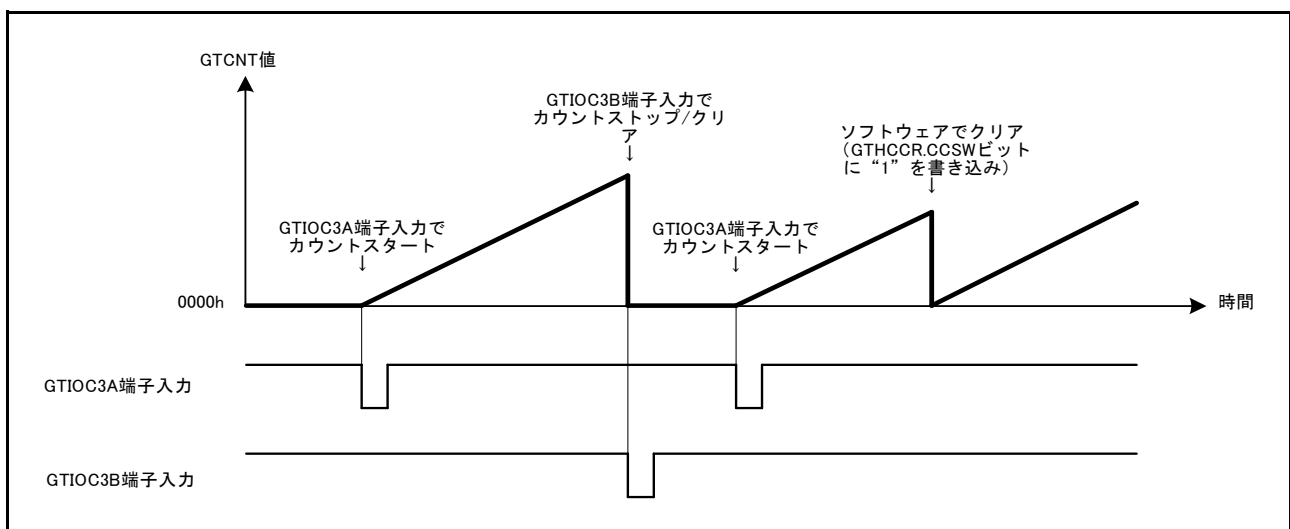 GTCNT値
GTIOC3B端子入力で
カウントストップ/クリ
ア
↓
ソフトウェアでクリア
(GTHCCR.CCSWビット
に“1”を書き込み)
↓
GTIOC3A端子入力で
カウントスタート
↓
GTIOC3A端子入力で
カウントスタート
↓
0000h
時間
GTIOC3A端子入力
GTIOC3B端子入力